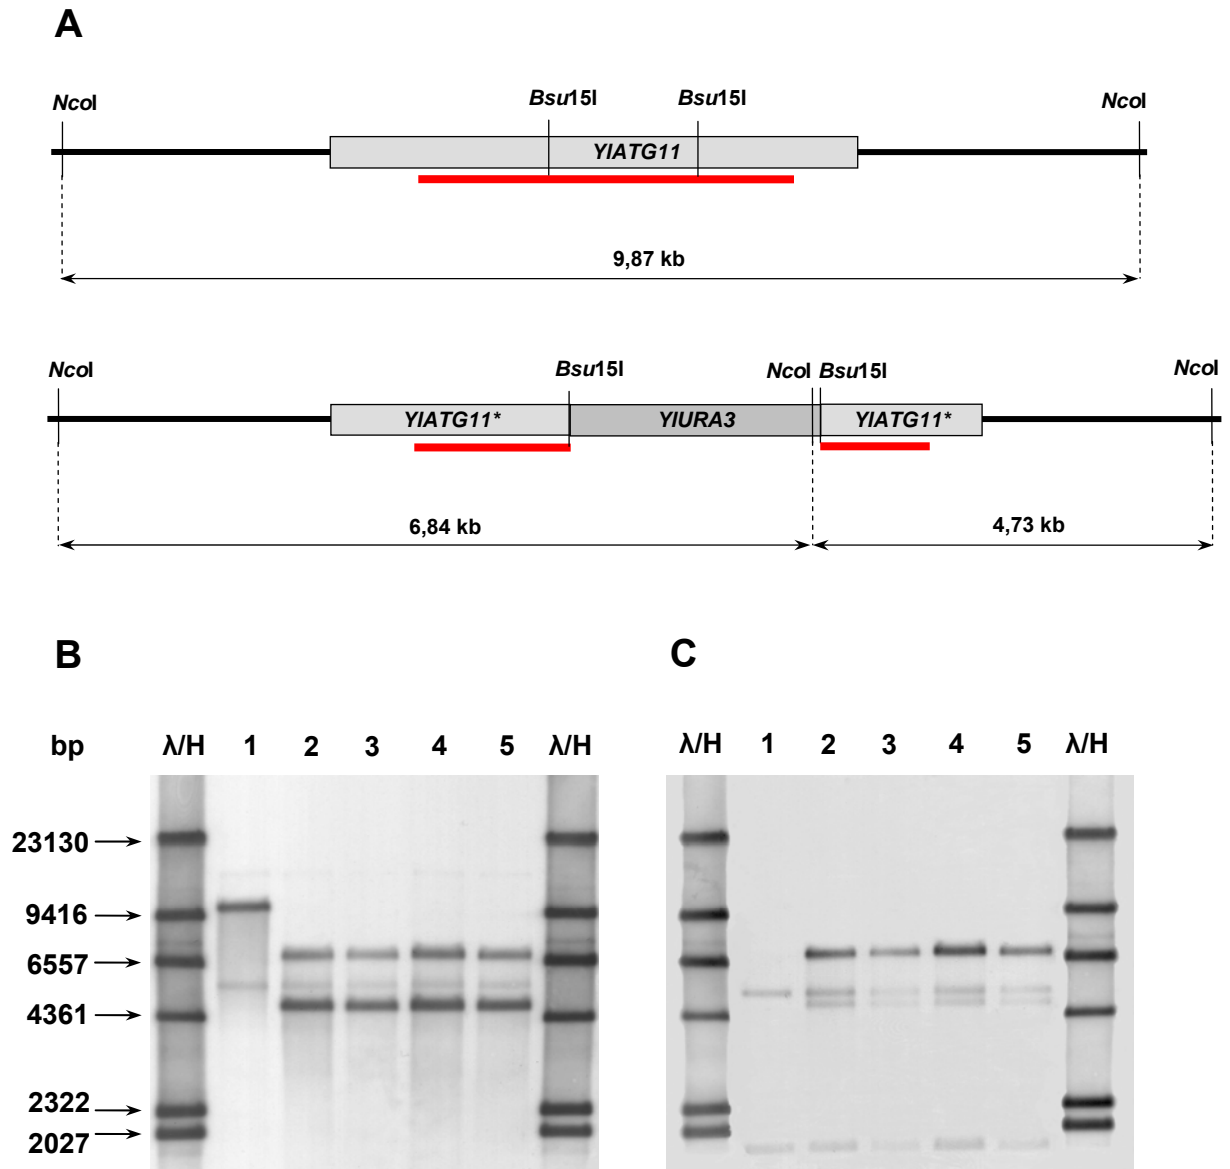 A
NcoI Bsu15I Bsu15I NcoI
YlATG11
9,87 kb
NcoI Bsu15I NcoI Bsu15I NcoI
YlATG11* YlURA3 YlATG11*
6,84 kb 4,73 kb
B C
bp λ/H 1 2 3 4 5 λ/H λ/H 1 2 3 4 5 λ/H
23130
9416
6557
4361
2322
2027